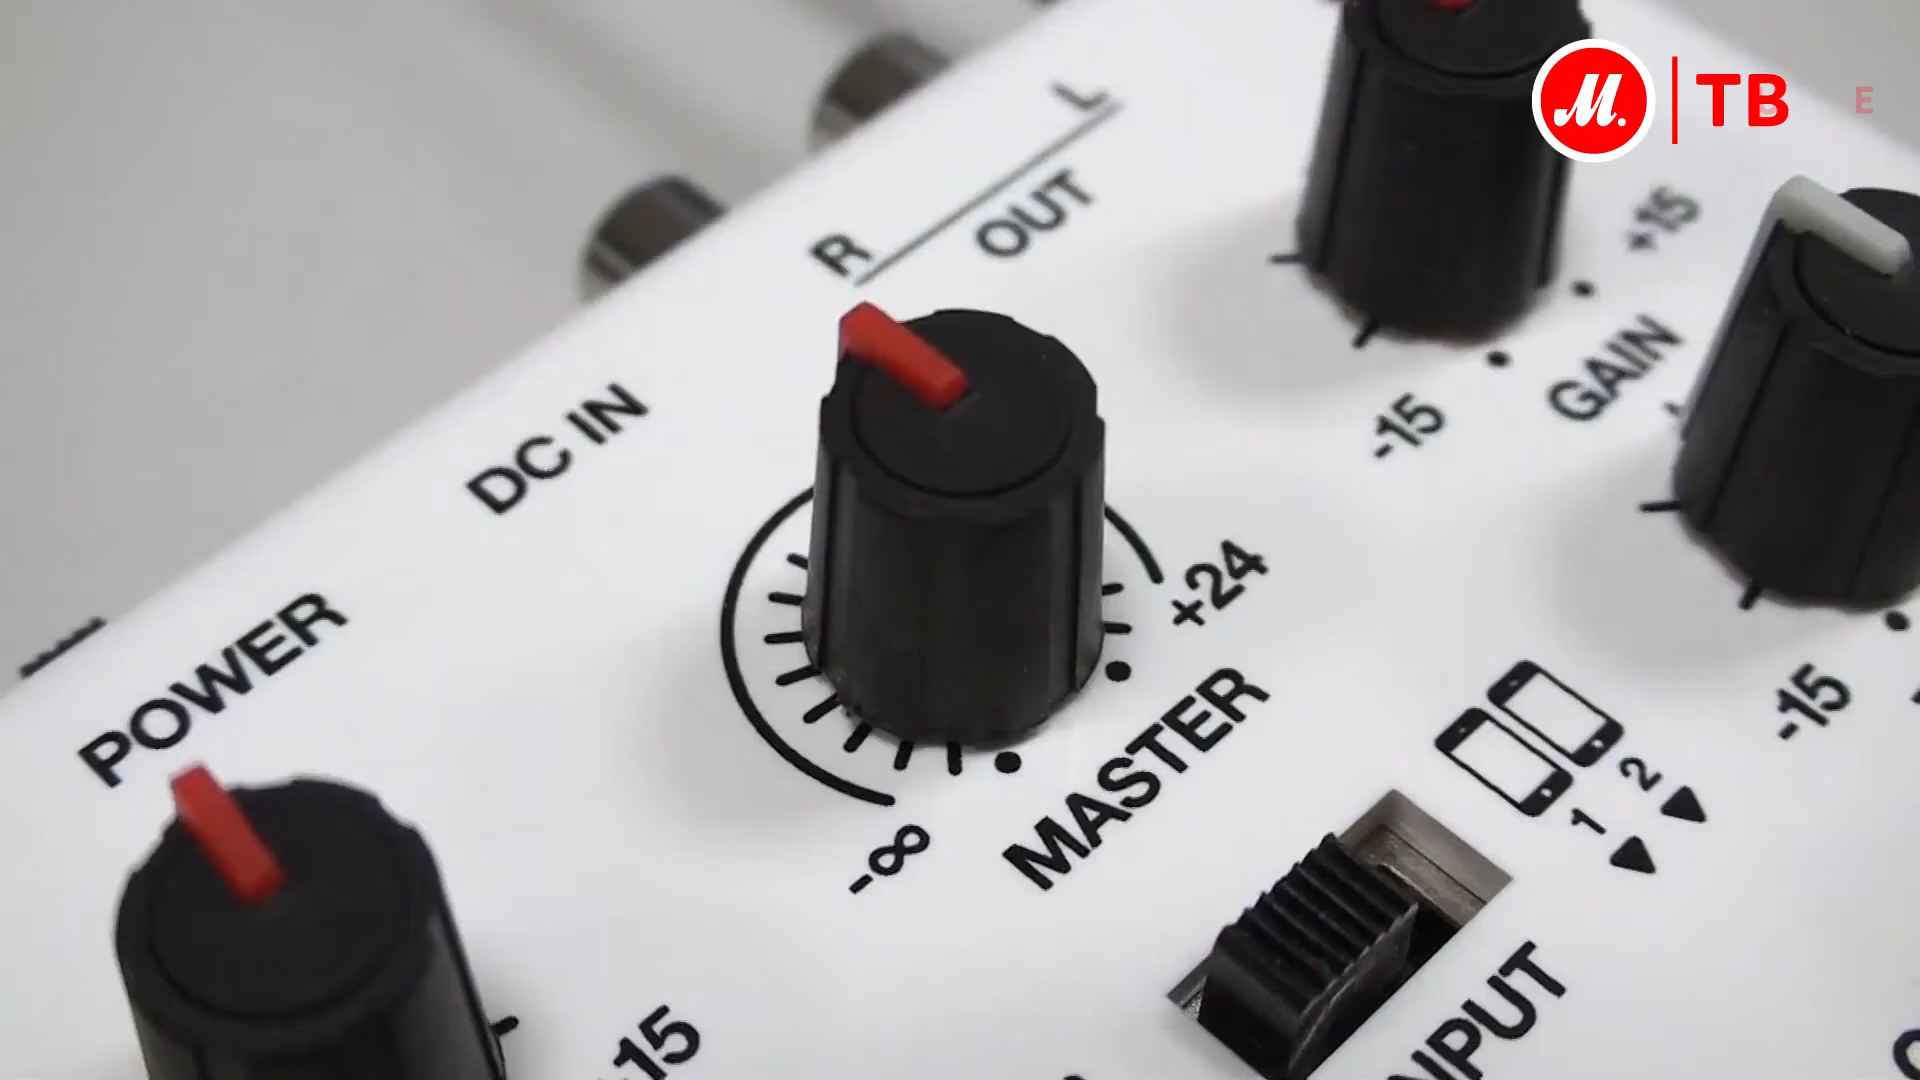 M.
ТВ
Е
L
R
OUT
+15
GAIN
-15
DC IN
+24
-∞
MASTER
POWER
-15
2
1
INPUT
15